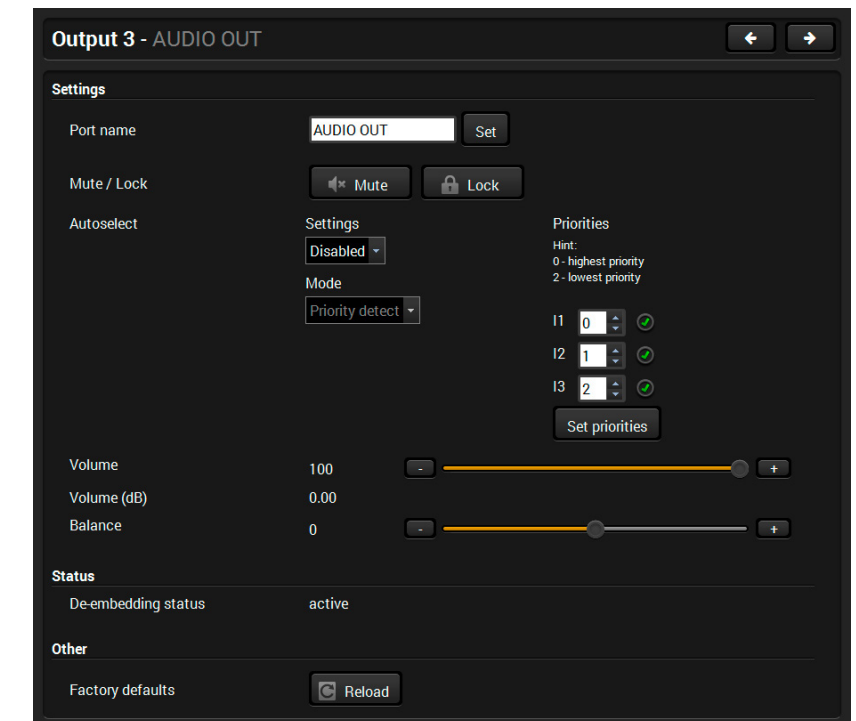 Output 3 - AUDIO OUT
Settings
Port name AUDIO OUT Set
Mute / Lock Mute Lock
Autoselect Settings Priorities
Disabled Hint:
0 - highest priority
2 - lowest priority
Mode
Priority detect
I1 0
I2 1
I3 2
Set priorities
Volume 100 - +
Volume (dB) 0.00
Balance 0 - +
Status
De-embedding status active
Other
Factory defaults Reload